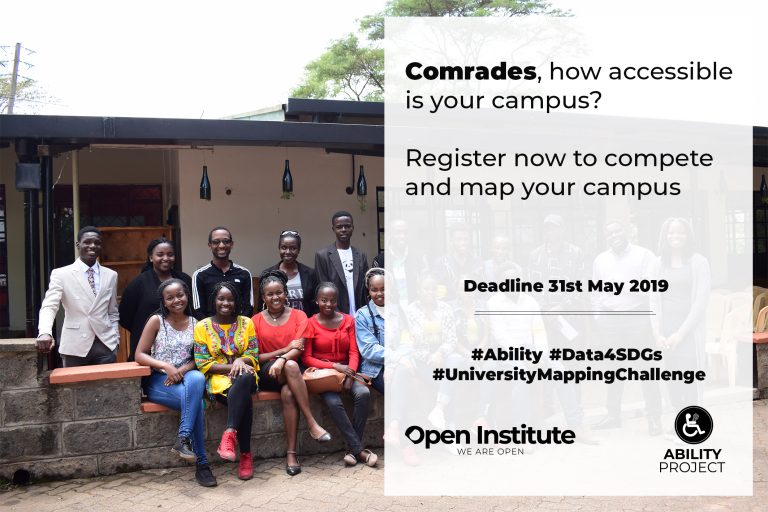 Comrades, how accessible
is your campus?
Register now to compete
and map your campus
Deadline 31st May 2019
#Ability #Data4SDGs
#UniversityMappingChallenge
Open Institute
WE ARE OPEN
ABILITY
PROJECT